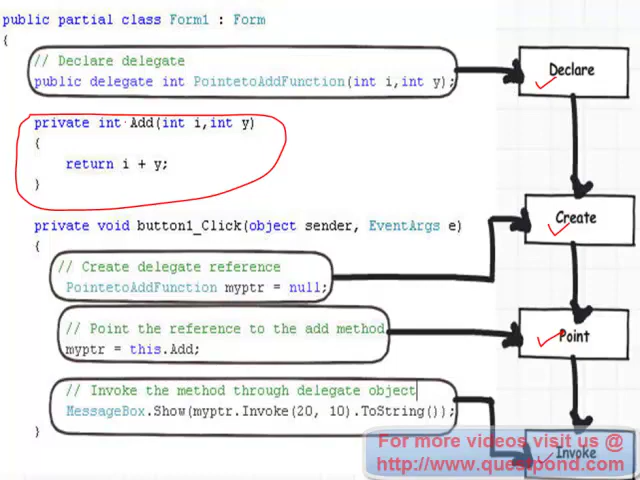 public partial class Form1 : Form
{
// Declare delegate
public delegate int PointetoAddFunction(int i,int y);
Declare
private int Add(int i,int y)
{
return i + y;
}
Create
private void button1_Click(object sender, EventArgs e)
{
// Create delegate reference
PointetoAddFunction myptr = null;
// Point the reference to the add method
myptr = this.Add;
Point
// Invoke the method through delegate object
MessageBox.Show(myptr.Invoke(20, 10).ToString());
}
Invoke
For more videos visit us @
http://www.questpond.com